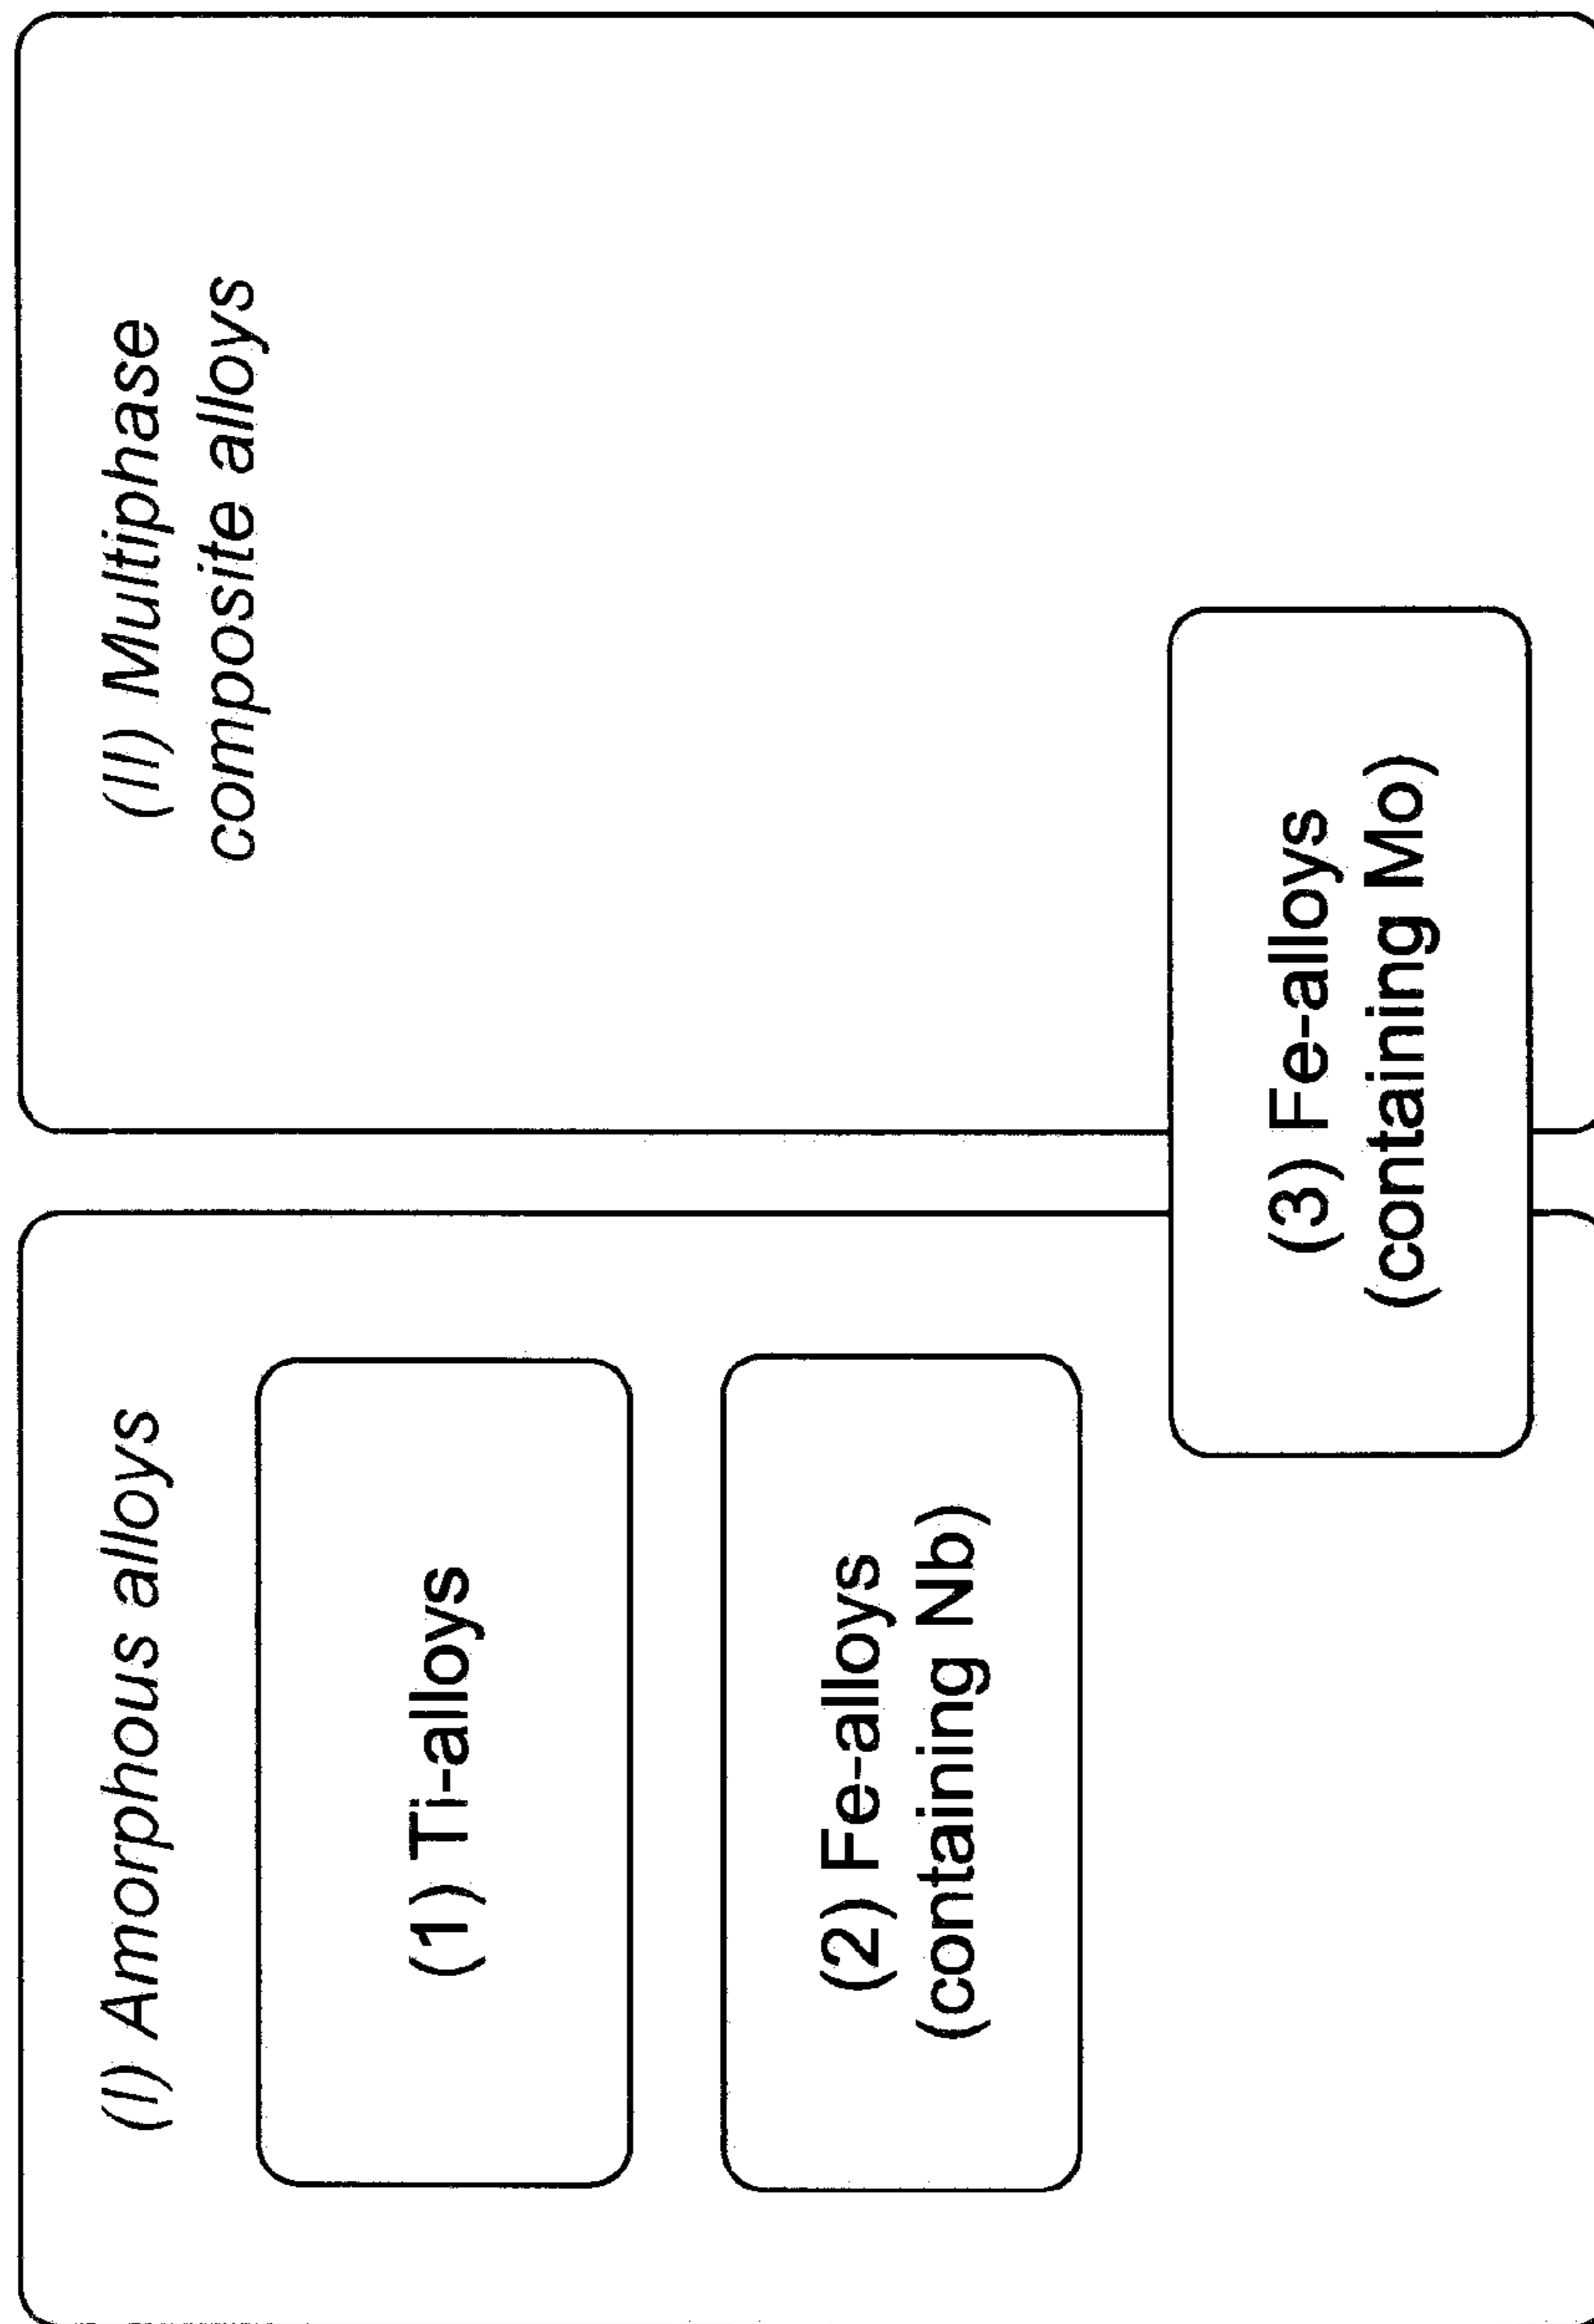 (I) Amorphous alloys
(1) Ti-alloys
(2) Fe-alloys
(containing Nb)
(3) Fe-alloys
(containing Mo)
(II) Multiphase
composite alloys